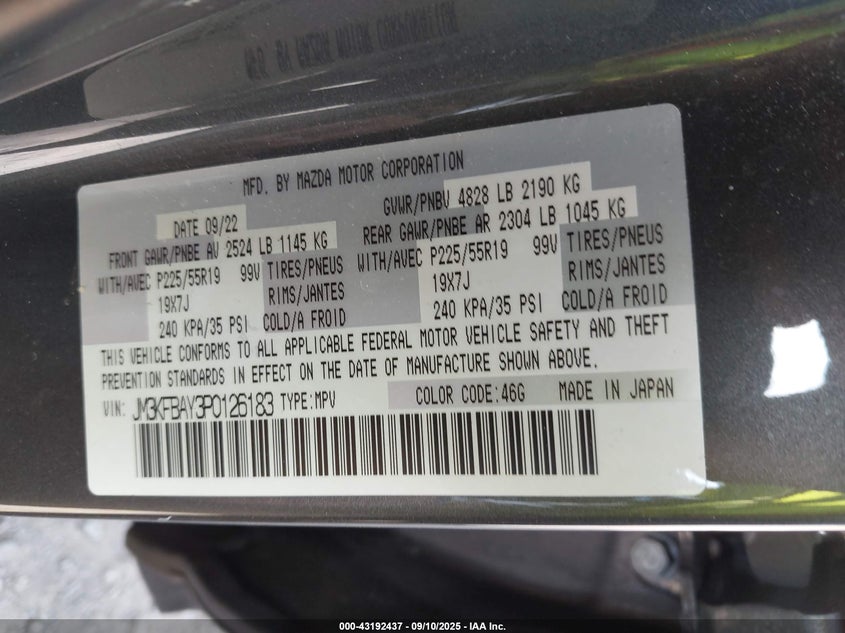 MFD. BY MAZDA MOTOR CORPORATION
DATE 09/22
GVWR/PNBV 4828 LB 2190 KG
FRONT GAWR/PNBE AV 2524 LB 1145 KG
REAR GAWR/PNBE AR 2304 LB 1045 KG
WITH/AVEC P225/55R19 99V TIRES/PNEUS
WITH/AVEC P225/55R19 99V TIRES/PNEUS
19X7J RIMS/JANTES
19X7J RIMS/JANTES
240 KPA/35 PSI COLD/A FROID
240 KPA/35 PSI COLD/A FROID
THIS VEHICLE CONFORMS TO ALL APPLICABLE FEDERAL MOTOR VEHICLE SAFETY AND THEFT
PREVENTION STANDARDS IN EFFECT ON THE DATE OF MANUFACTURE SHOWN ABOVE.
VIN: JM3KFBAY3P0126183 TYPE:MPV COLOR CODE:46G MADE IN JAPAN
000-43192437 - 09/10/2025 - IAA Inc.